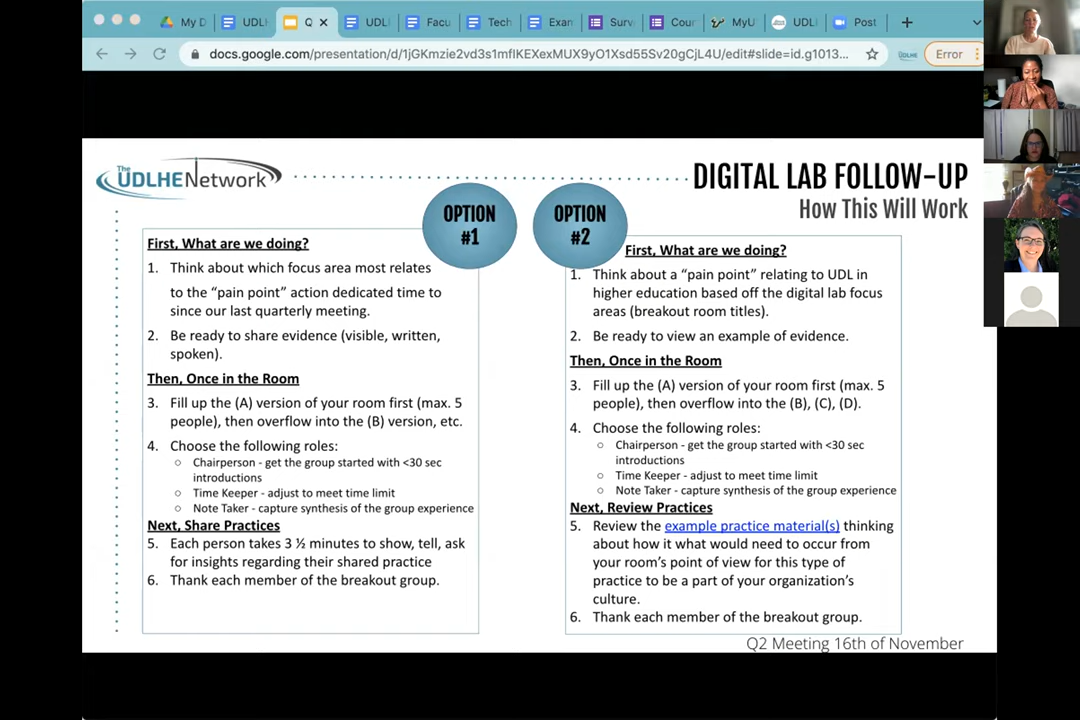 My D
UDLH
Q
UDL
Facu
Tech
Exan
Surv
Cour
MyU
UDLI
Post
docs.google.com/presentation/d/1jGKmzie2vd3s1mfIKEXexMUX9yO1Xsd55Sv20gCjL4U/edit#slide=id.g1013...
UDLHE
Error
The
UDLHE Network
DIGITAL LAB FOLLOW-UP
How This Will Work
OPTION
#1
First, What are we doing?
1. Think about which focus area most relates
to the “pain point” action dedicated time to
since our last quarterly meeting.
2. Be ready to share evidence (visible, written,
spoken).
Then, Once in the Room
3. Fill up the (A) version of your room first (max. 5
people), then overflow into the (B) version, etc.
4. Choose the following roles:
○ Chairperson - get the group started with <30 sec
introductions
○ Time Keeper - adjust to meet time limit
○ Note Taker - capture synthesis of the group experience
Next, Share Practices
5. Each person takes 3 ½ minutes to show, tell, ask
for insights regarding their shared practice
6. Thank each member of the breakout group.
OPTION
#2
First, What are we doing?
1. Think about a “pain point” relating to UDL in
higher education based off the digital lab focus
areas (breakout room titles).
2. Be ready to view an example of evidence.
Then, Once in the Room
3. Fill up the (A) version of your room first (max. 5
people), then overflow into the (B), (C), (D).
4. Choose the following roles:
○ Chairperson - get the group started with <30 sec
introductions
○ Time Keeper - adjust to meet time limit
○ Note Taker - capture synthesis of the group experience
Next, Review Practices
5. Review the example practice material(s) thinking
about how it what would need to occur from
your room’s point of view for this type of
practice to be a part of your organization’s
culture.
6. Thank each member of the breakout group.
Q2 Meeting 16th of November